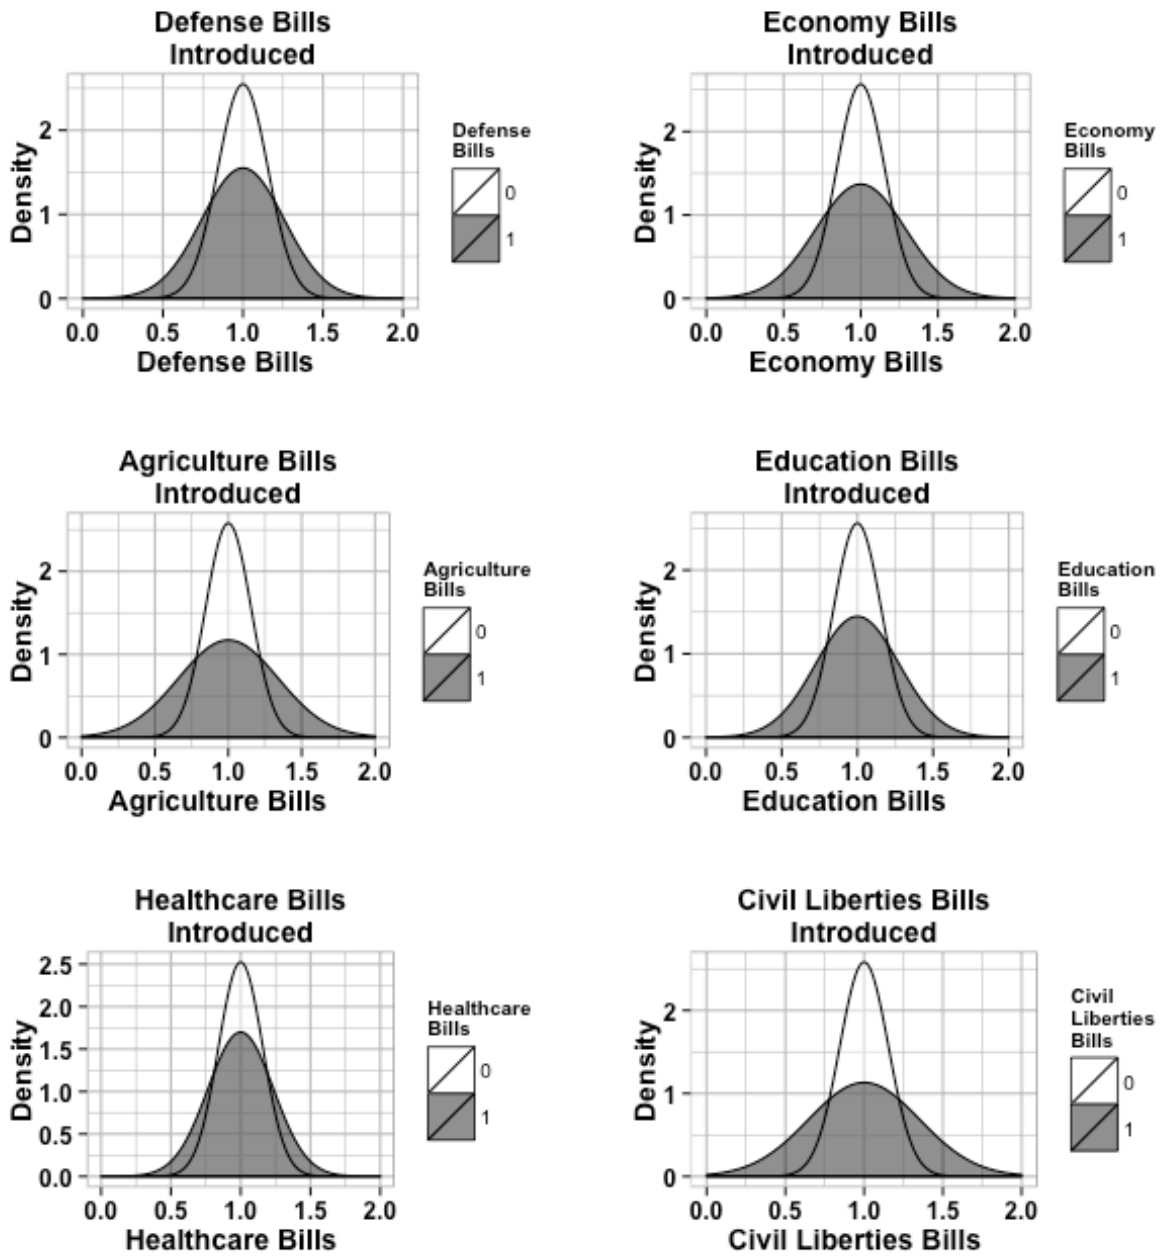 Defense Bills
Introduced
Density
2
1
0
0.0 0.5 1.0 1.5 2.0
Defense Bills
Defense
Bills
0
1
Economy Bills
Introduced
Density
2
1
0
0.0 0.5 1.0 1.5 2.0
Economy Bills
Economy
Bills
0
1
Agriculture Bills
Introduced
Density
2
1
0
0.0 0.5 1.0 1.5 2.0
Agriculture Bills
Agriculture
Bills
0
1
Education Bills
Introduced
Density
2
1
0
0.0 0.5 1.0 1.5 2.0
Education Bills
Education
Bills
0
1
Healthcare Bills
Introduced
Density
2.5
2.0
1.5
1.0
0.5
0.0
0.0 0.5 1.0 1.5 2.0
Healthcare Bills
Healthcare
Bills
0
1
Civil Liberties Bills
Introduced
Density
2
1
0
0.0 0.5 1.0 1.5 2.0
Civil Liberties Bills
Civil
Liberties
Bills
0
1